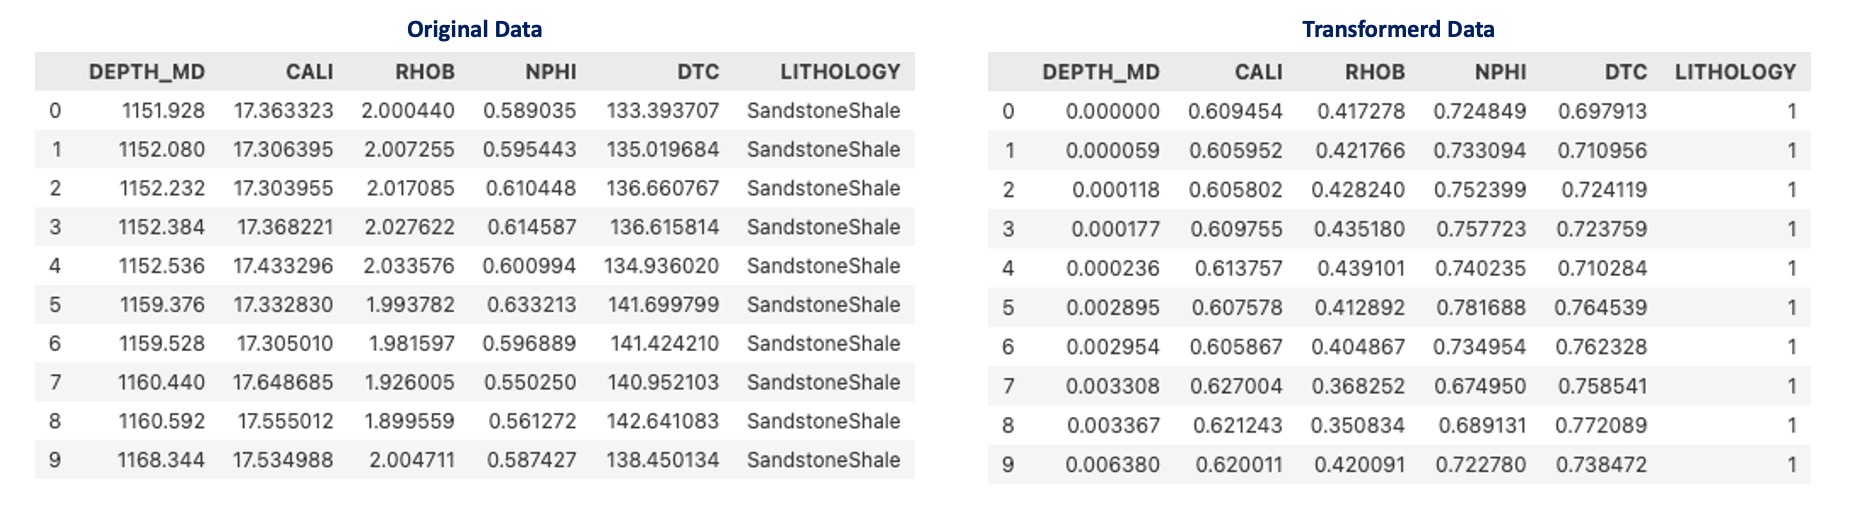 Original Data
DEPTH_MD CALI RHOB NPHI DTC LITHOLOGY
0 1151.928 17.363323 2.000440 0.589035 133.393707 SandstoneShale
1 1152.080 17.306395 2.007255 0.595443 135.019684 SandstoneShale
2 1152.232 17.303955 2.017085 0.610448 136.660767 SandstoneShale
3 1152.384 17.368221 2.027622 0.614587 136.615814 SandstoneShale
4 1152.536 17.433296 2.033576 0.600994 134.936020 SandstoneShale
5 1159.376 17.332830 1.993782 0.633213 141.699799 SandstoneShale
6 1159.528 17.305010 1.981597 0.596889 141.424210 SandstoneShale
7 1160.440 17.648685 1.926005 0.550250 140.952103 SandstoneShale
8 1160.592 17.555012 1.899559 0.561272 142.641083 SandstoneShale
9 1168.344 17.534988 2.004711 0.587427 138.450134 SandstoneShale
Transformerd Data
DEPTH_MD CALI RHOB NPHI DTC LITHOLOGY
0 0.000000 0.609454 0.417278 0.724849 0.697913 1
1 0.000059 0.605952 0.421766 0.733094 0.710956 1
2 0.000118 0.605802 0.428240 0.752399 0.724119 1
3 0.000177 0.609755 0.435180 0.757723 0.723759 1
4 0.000236 0.613757 0.439101 0.740235 0.710284 1
5 0.002895 0.607578 0.412892 0.781688 0.764539 1
6 0.002954 0.605867 0.404867 0.734954 0.762328 1
7 0.003308 0.627004 0.368252 0.674950 0.758541 1
8 0.003367 0.621243 0.350834 0.689131 0.772089 1
9 0.006380 0.620011 0.420091 0.722780 0.738472 1